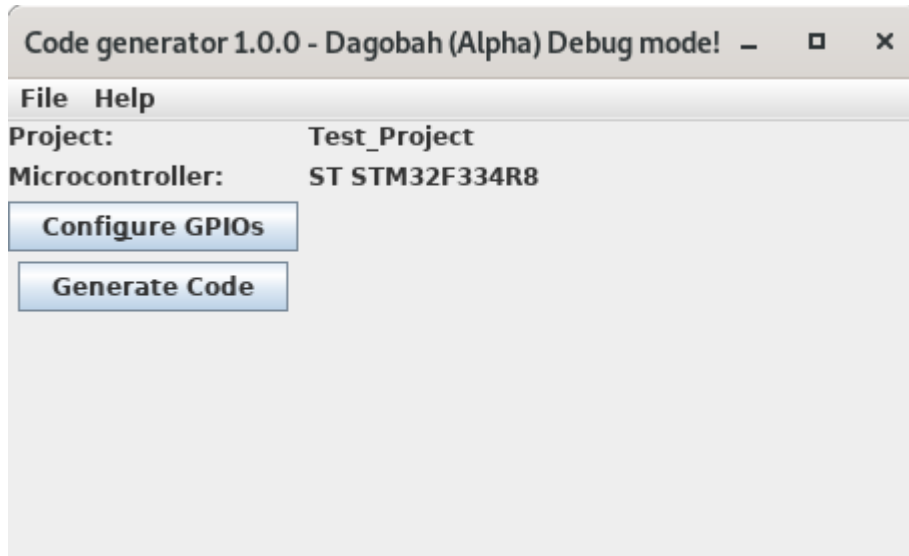 Code generator 1.0.0 - Dagobah (Alpha) Debug mode!
File Help
Project: Test_Project
Microcontroller: ST STM32F334R8
Configure GPIOs
Generate Code